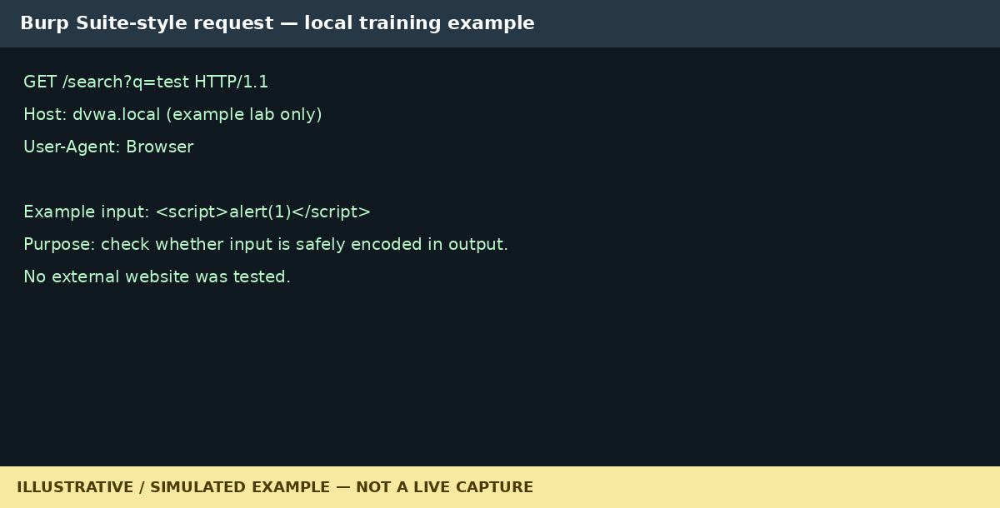 Burp Suite-style request — local training example
GET /search?q=test HTTP/1.1
Host: dvwa.local (example lab only)
User-Agent: Browser
Example input: <script>alert(1)</script>
Purpose: check whether input is safely encoded in output.
No external website was tested.
ILLUSTRATIVE / SIMULATED EXAMPLE — NOT A LIVE CAPTURE